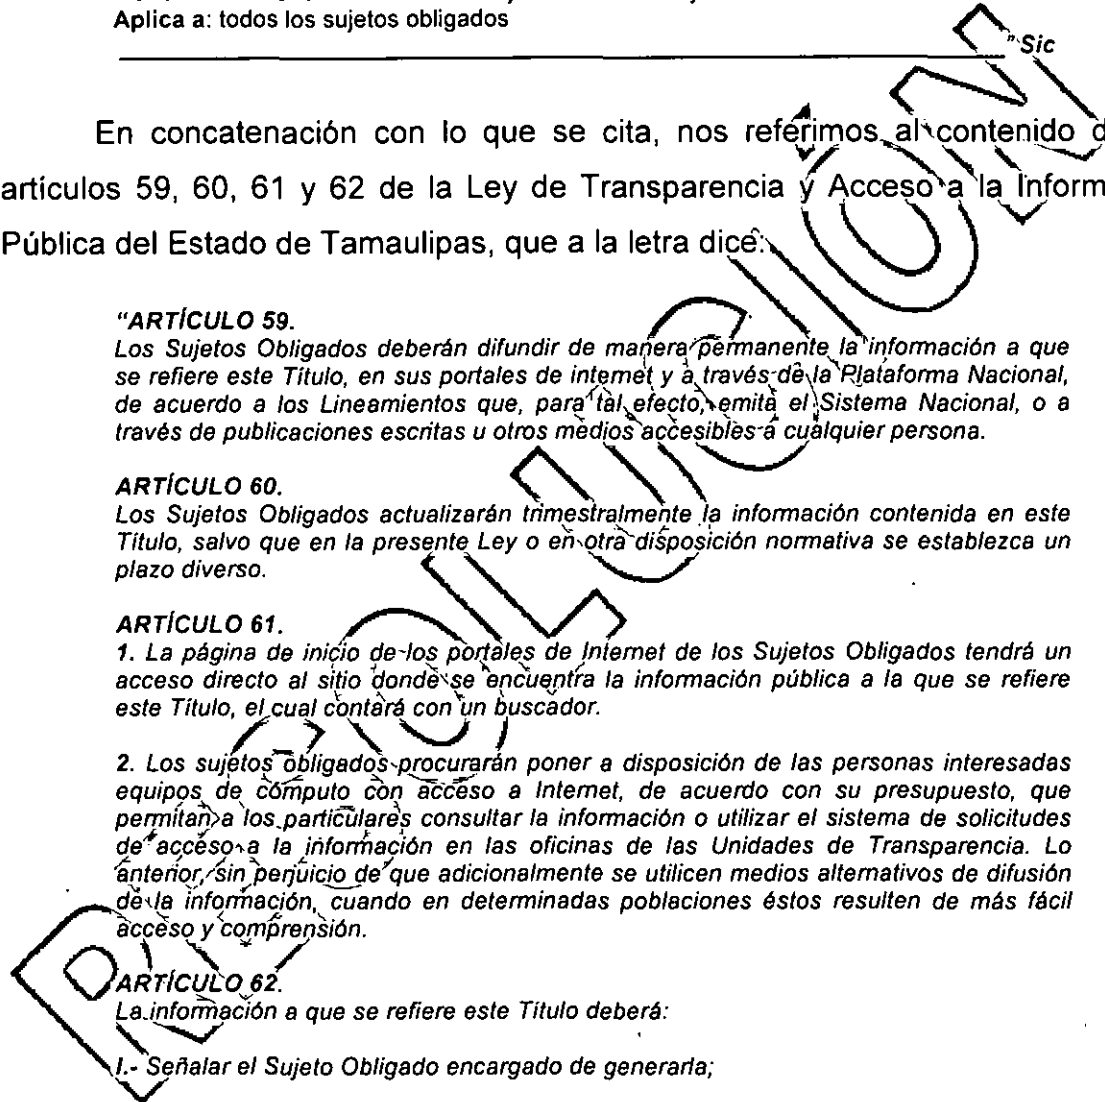 Aplica a: todos los sujetos obligados
" Sic
En concatenación con lo que se cita, nos referimos al contenido d
artículos 59, 60, 61 y 62 de la Ley de Transparencia y Acceso a la Inform
Pública del Estado de Tamaulipas, que a la letra dice:
"ARTÍCULO 59.
Los Sujetos Obligados deberán difundir de manera permanente la información a que
se refiere este Título, en sus portales de internet y a través de la Plataforma Nacional,
de acuerdo a los Lineamientos que, para tal efecto, emita el Sistema Nacional, o a
través de publicaciones escritas u otros medios accesibles a cualquier persona.
ARTÍCULO 60.
Los Sujetos Obligados actualizarán trimestralmente la información contenida en este
Título, salvo que en la presente Ley o en otra disposición normativa se establezca un
plazo diverso.
ARTÍCULO 61.
1. La página de inicio de los portales de Internet de los Sujetos Obligados tendrá un
acceso directo al sitio donde se encuentra la información pública a la que se refiere
este Título, el cual contará con un buscador.
2. Los sujetos obligados procurarán poner a disposición de las personas interesadas
equipos de cómputo con acceso a Internet, de acuerdo con su presupuesto, que
permitan a los particulares consultar la información o utilizar el sistema de solicitudes
de acceso a la información en las oficinas de las Unidades de Transparencia. Lo
anterior, sin perjuicio de que adicionalmente se utilicen medios alternativos de difusión
de la información, cuando en determinadas poblaciones éstos resulten de más fácil
acceso y comprensión.
ARTÍCULO 62.
La información a que se refiere este Título deberá:
I.- Señalar el Sujeto Obligado encargado de generarla;
RESOLUCIÓN